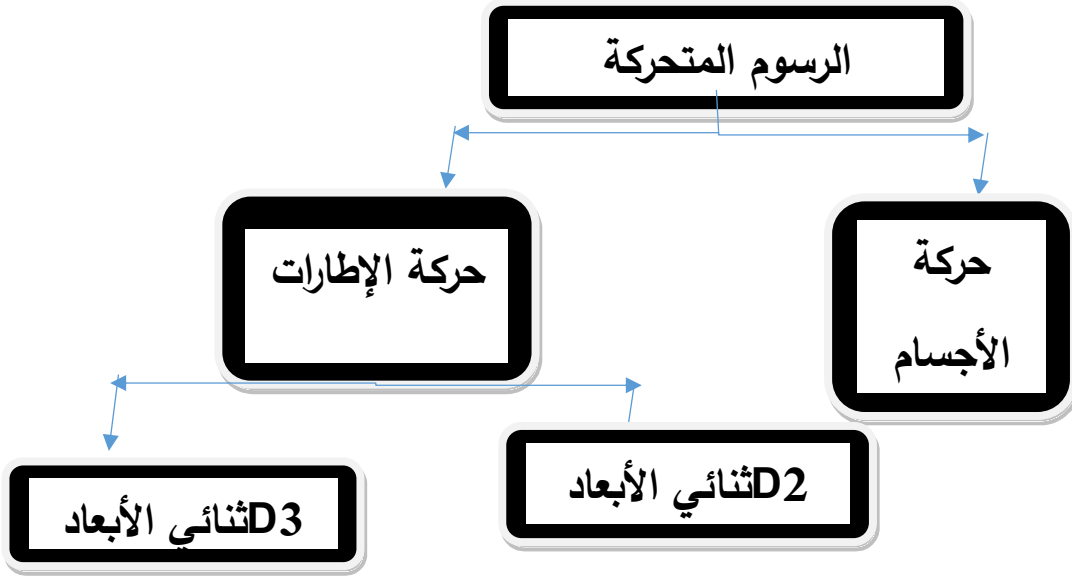 الرسوم المتحركة
حركة
الأجسام
حركة الإطارات
D2ثنائي الأبعاد
D3ثنائي الأبعاد